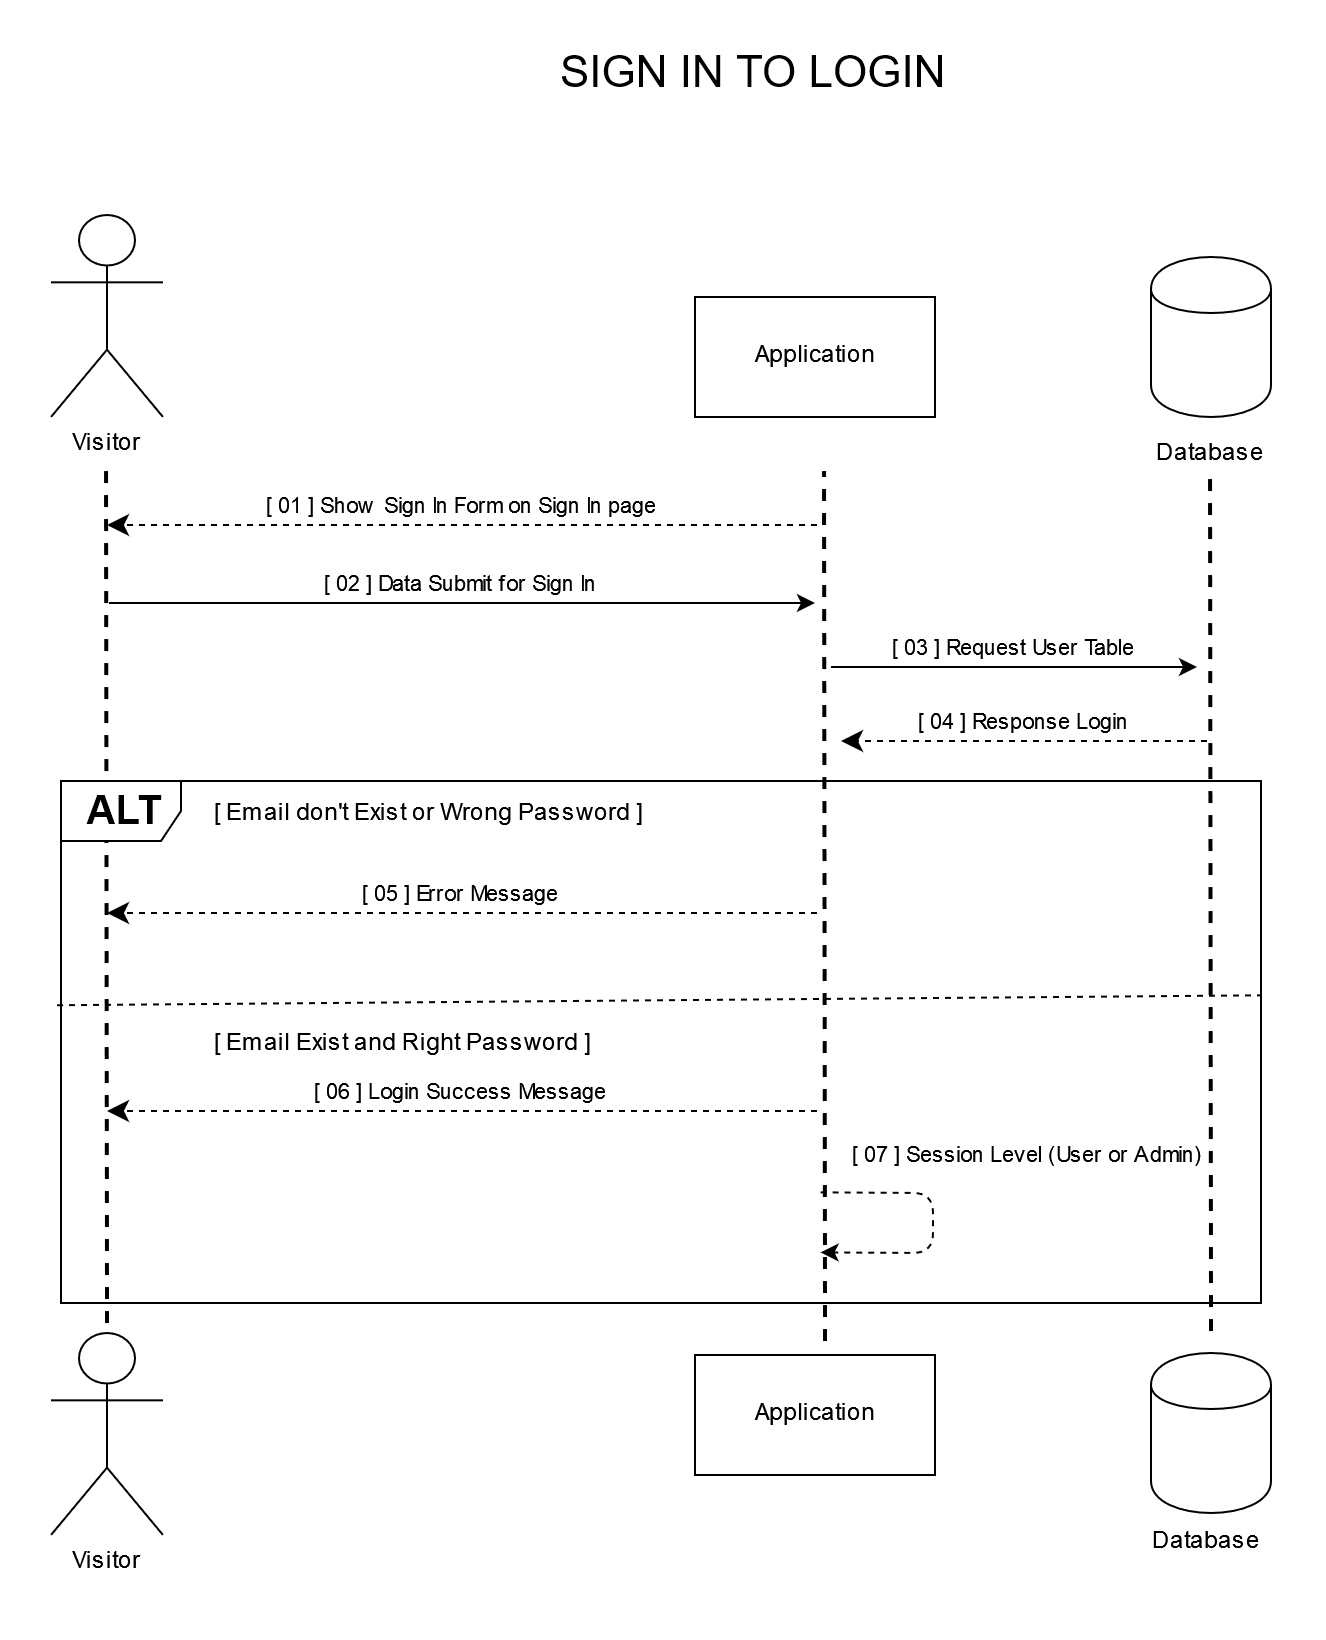 SIGN IN TO LOGIN
Visitor
Application
Database
[ 01 ] Show Sign In Form on Sign In page
[ 02 ] Data Submit for Sign In
[ 03 ] Request User Table
[ 04 ] Response Login
ALT
[ Email don't Exist or Wrong Password ]
[ 05 ] Error Message
[ Email Exist and Right Password ]
[ 06 ] Login Success Message
[ 07 ] Session Level (User or Admin)
Application
Visitor
Database